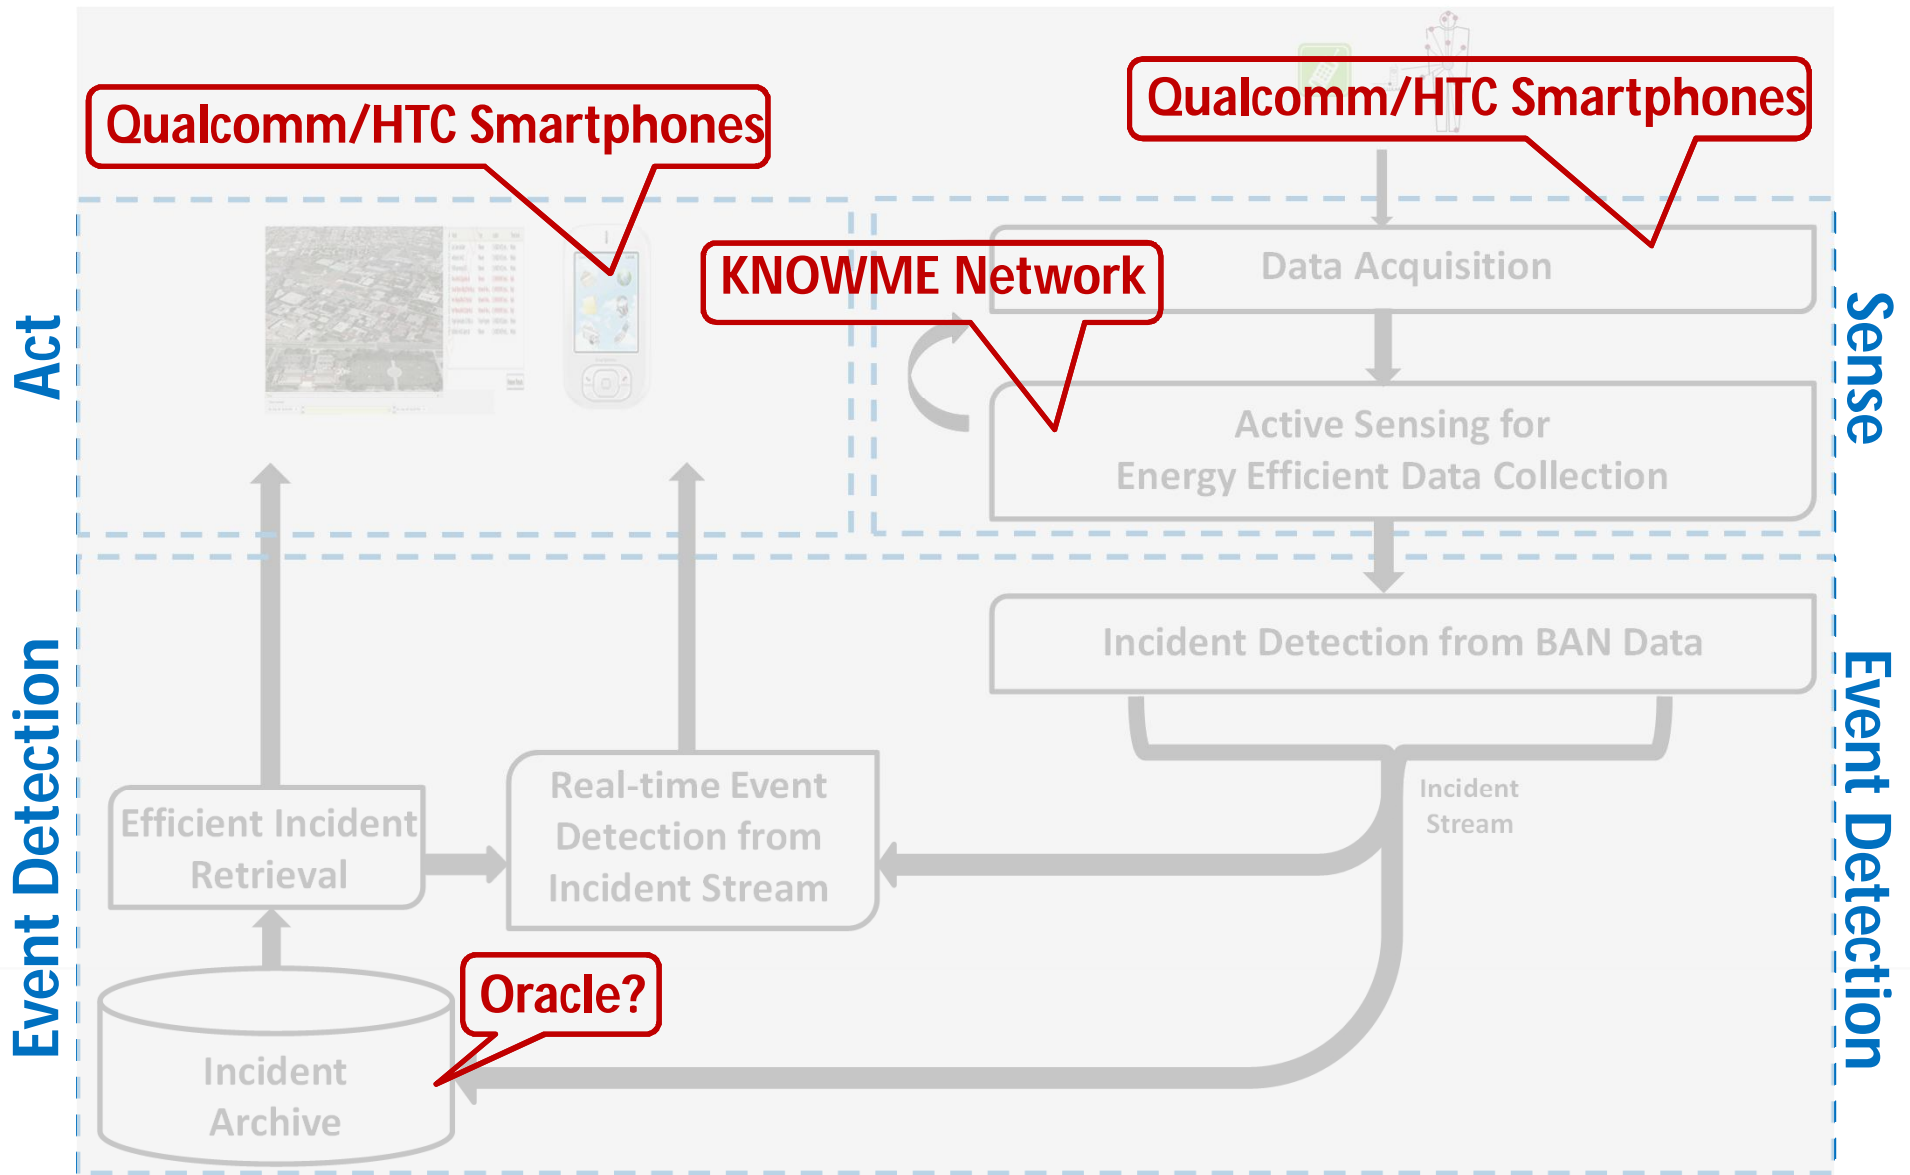 Qualcomm/HTC Smartphones
Qualcomm/HTC Smartphones
Act
KNOWME Network
Data Acquisition
Sense
Active Sensing for
Energy Efficient Data Collection
Incident Detection from BAN Data
Event Detection
Real-time Event
Detection from
Incident Stream
Efficient Incident
Retrieval
Incident
Stream
Event Detection
Oracle?
Incident
Archive